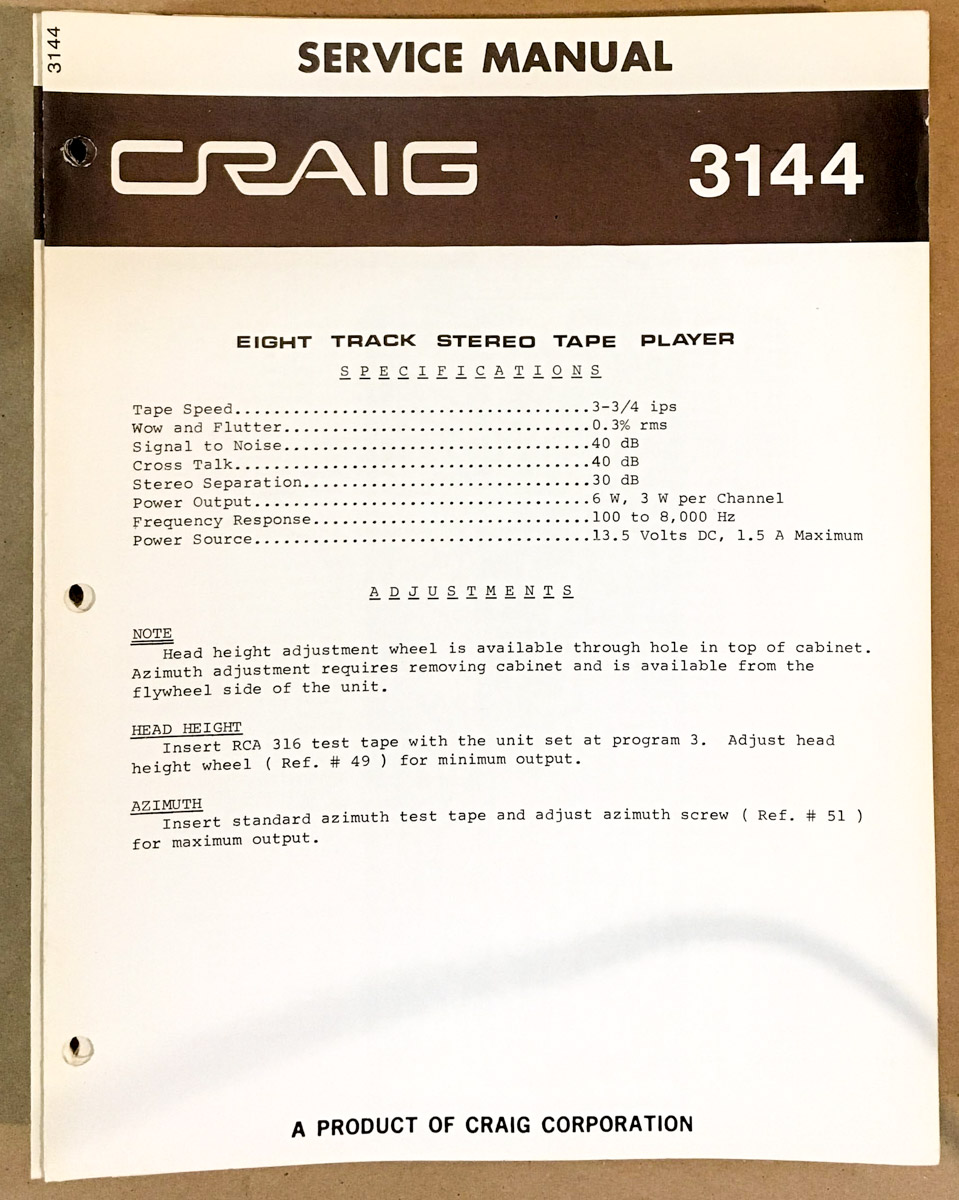 3144
SERVICE MANUAL
CRAIG 3144
EIGHT TRACK STEREO TAPE PLAYER
SPECIFICATIONS
Tape Speed....................................3-3/4 ips
Wow and Flutter...............................0.3% rms
Signal to Noise...............................40 dB
Cross Talk....................................40 dB
Stereo Separation.............................30 dB
Power Output..................................6 W, 3 W per Channel
Frequency Response............................100 to 8,000 Hz
Power Source..................................13.5 Volts DC, 1.5 A Maximum
ADJUSTMENTS
NOTE
Head height adjustment wheel is available through hole in top of cabinet.
Azimuth adjustment requires removing cabinet and is available from the
flywheel side of the unit.
HEAD HEIGHT
Insert RCA 316 test tape with the unit set at program 3. Adjust head
height wheel ( Ref. # 49 ) for minimum output.
AZIMUTH
Insert standard azimuth test tape and adjust azimuth screw ( Ref. # 51 )
for maximum output.
A PRODUCT OF CRAIG CORPORATION